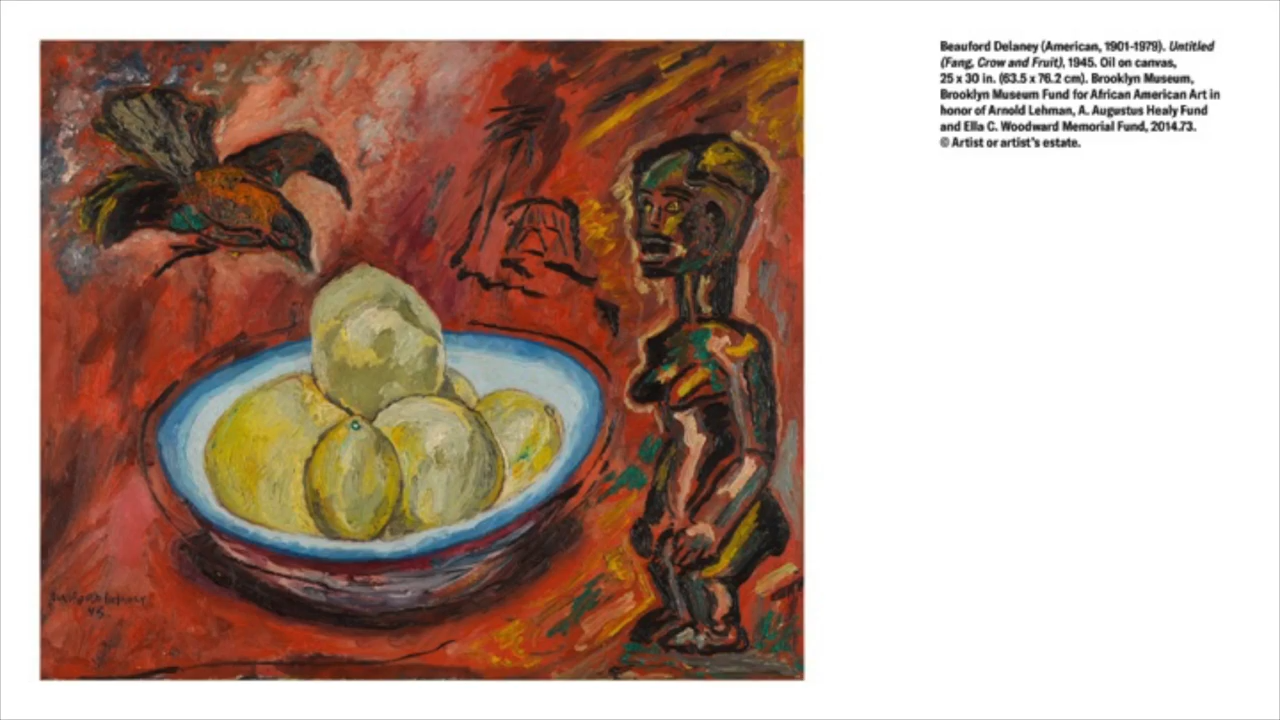 Beauford Delaney (American, 1901-1979). Untitled
(Fang, Crow and Fruit), 1945. Oil on canvas,
25 x 30 in. (63.5 x 76.2 cm). Brooklyn Museum,
Brooklyn Museum Fund for African American Art in
honor of Arnold Lehman, A. Augustus Healy Fund
and Ella C. Woodward Memorial Fund, 2014.73.
© Artist or artist's estate.